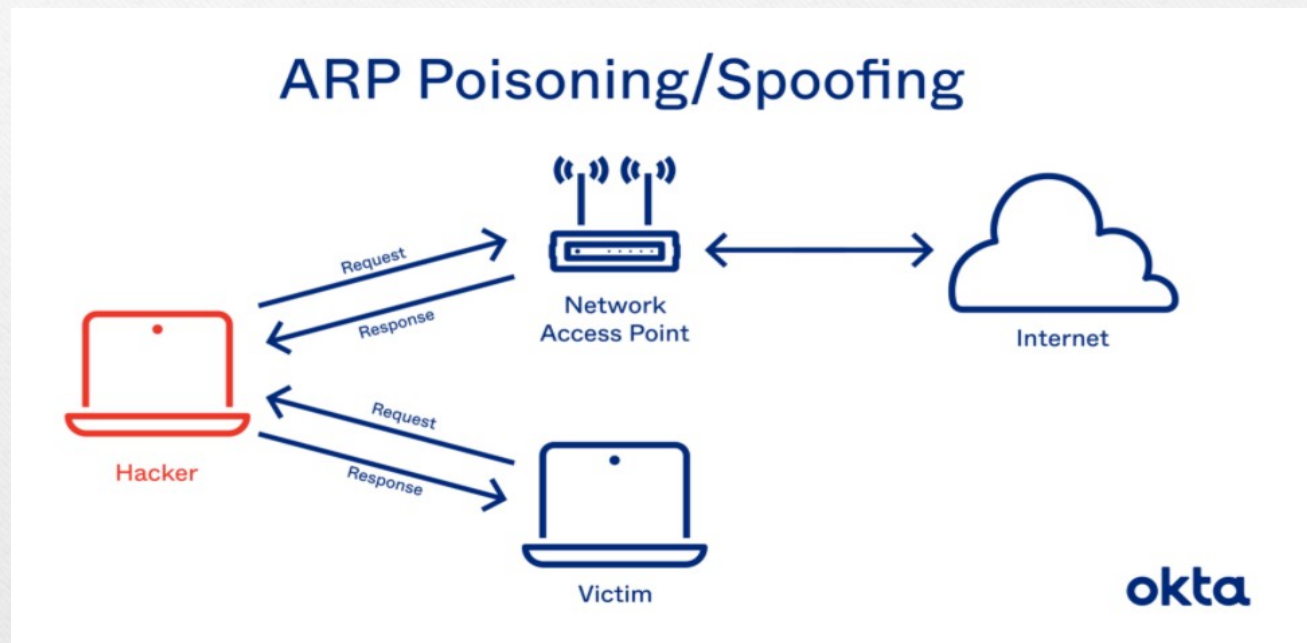 ARP Poisoning/Spoofing
Request
Response
Network
Access Point
Internet
Hacker
Request
Response
Victim
okta